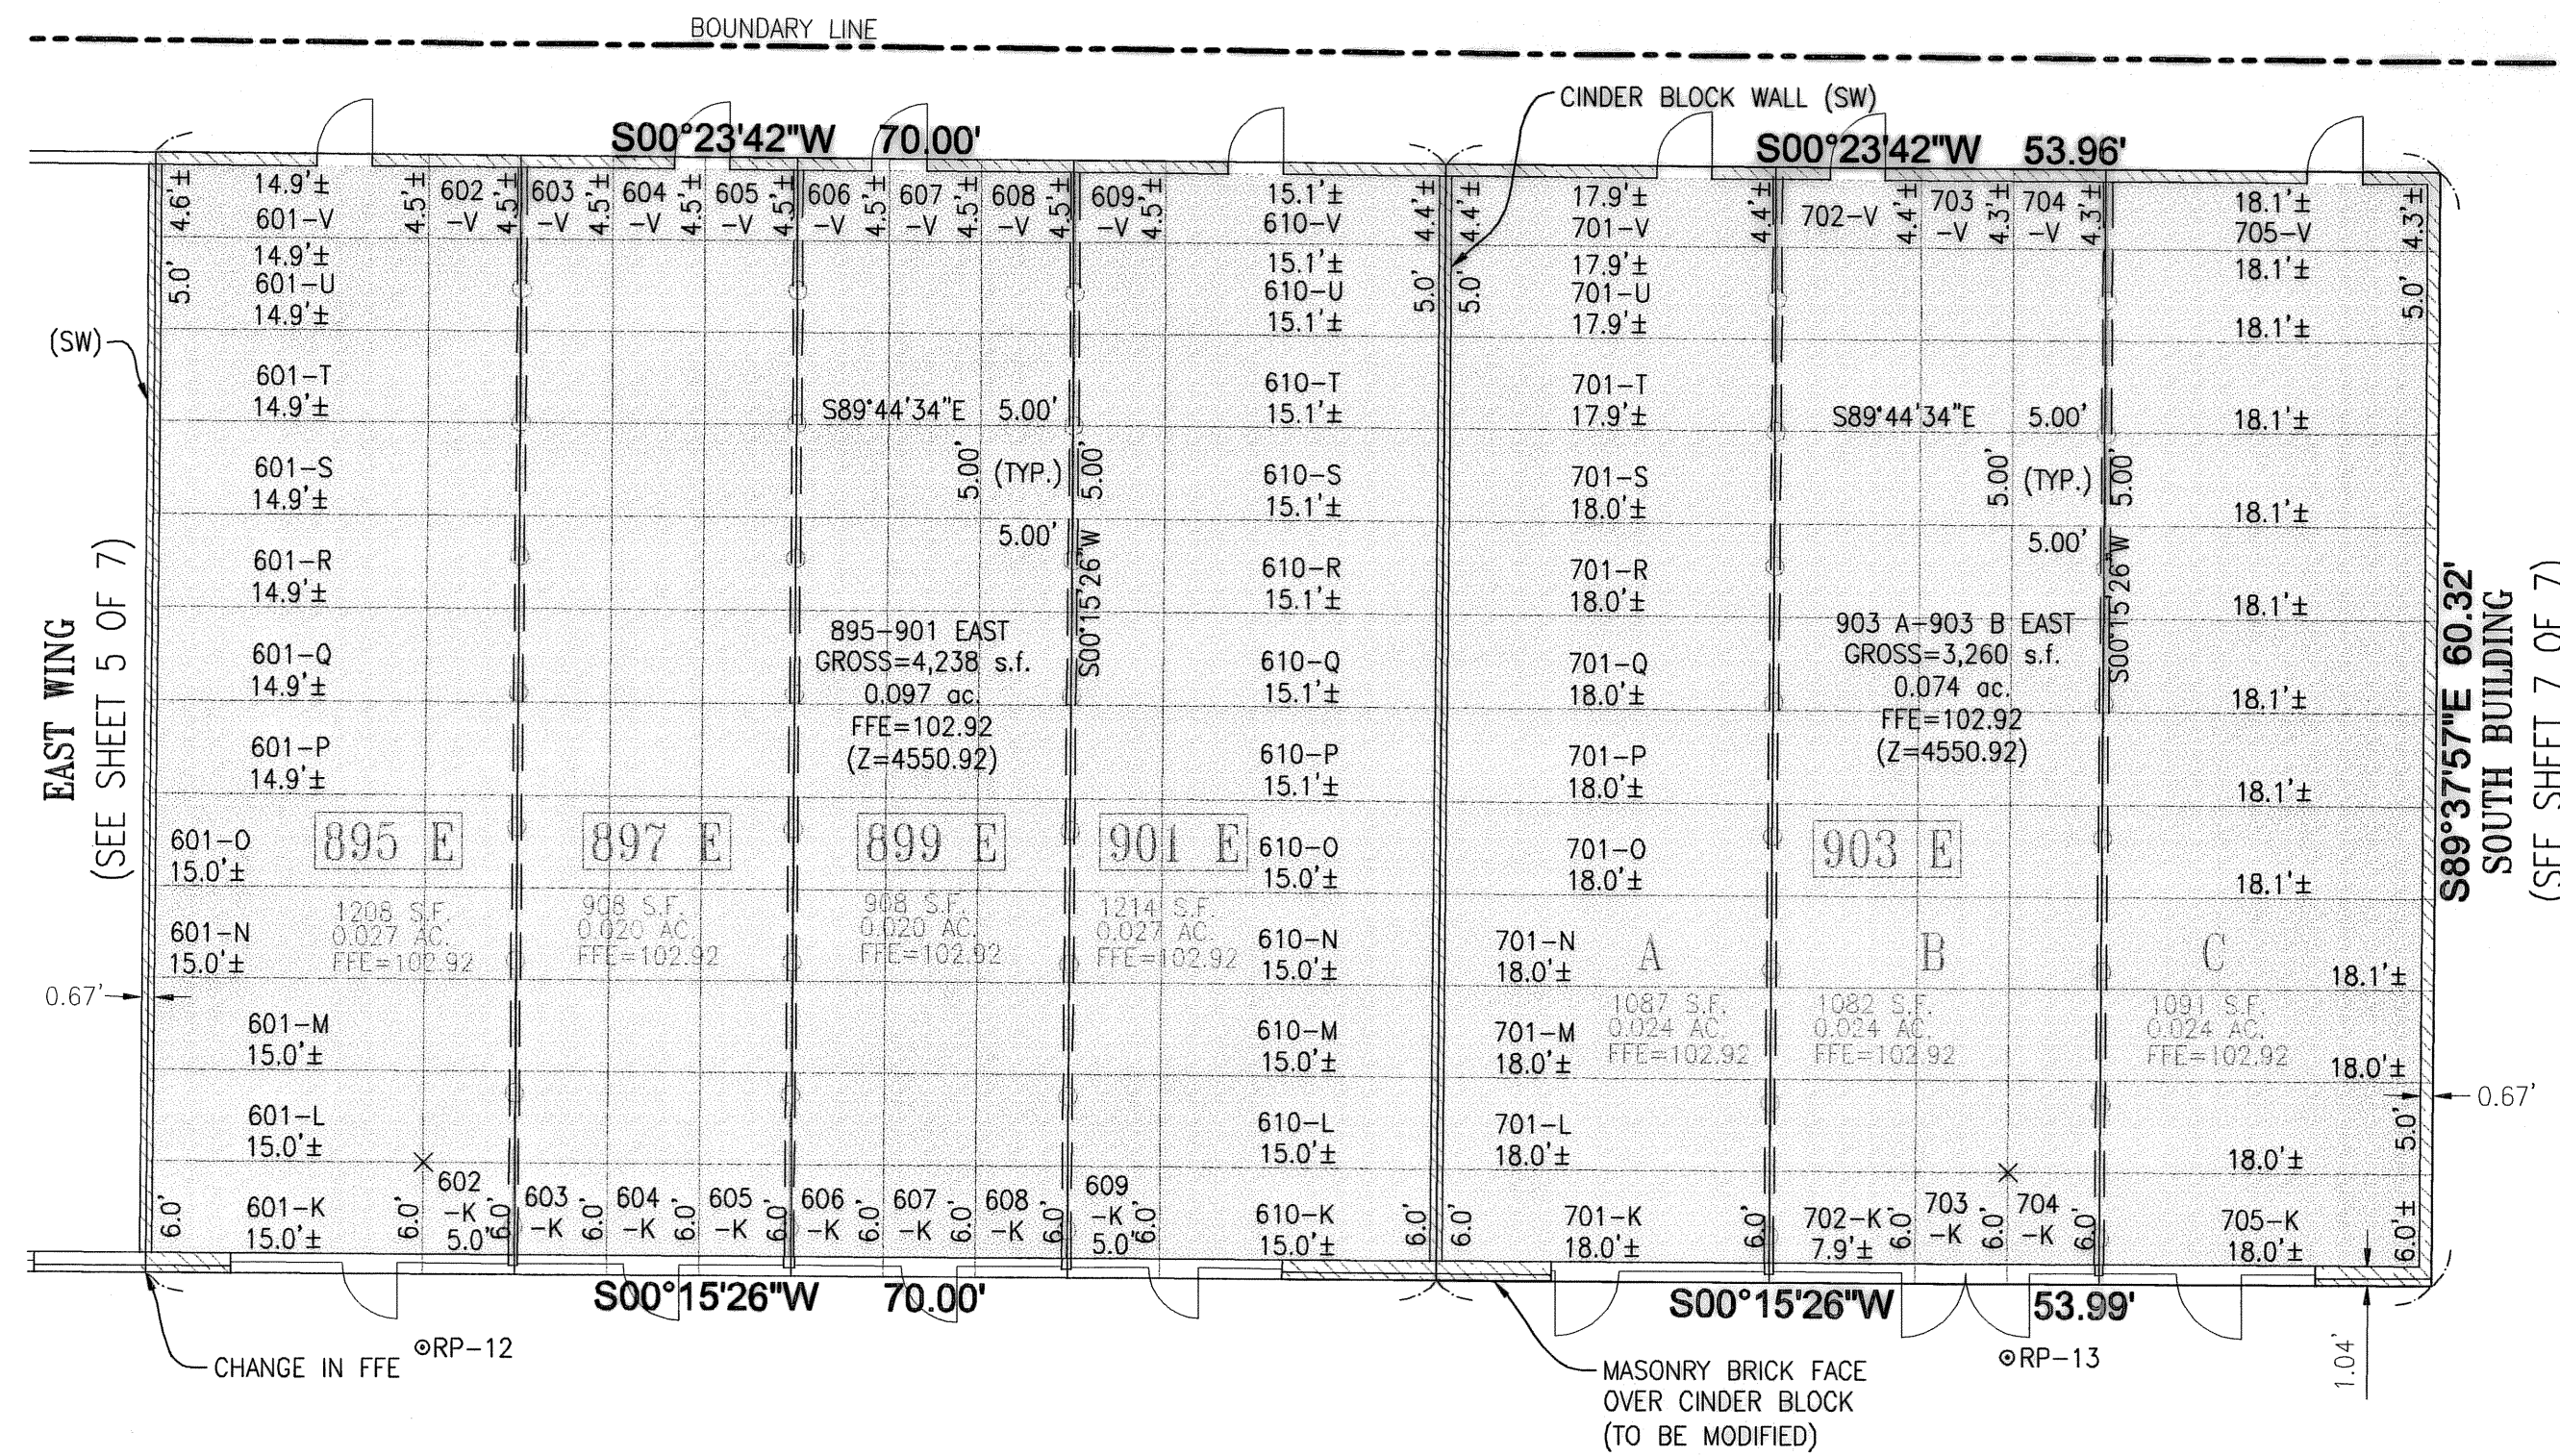 BOUNDARY LINE
CINDER BLOCK WALL (SW)
S00°23'42"W 70.00'
S00°23'42"W 53.96'
4.6'±
14.9'±
601-V
4.5'±
602
-V
4.5'±
603
-V
4.5'±
604
-V
4.5'±
605
-V
4.5'±
606
-V
4.5'±
607
-V
4.5'±
608
-V
4.5'±
609
-V
4.5'±
15.1'±
610-V
4.4'±
4.4'±
17.9'±
701-V
4.4'±
702-V
4.4'±
703
-V
4.3'±
704
-V
4.3'±
18.1'±
705-V
4.3'±
5.0'
14.9'±
601-U
14.9'±
15.1'±
610-U
15.1'±
5.0'
5.0'
17.9'±
701-U
17.9'±
18.1'±
18.1'±
5.0'
(SW)
601-T
14.9'±
S89°44'34"E 5.00'
610-T
15.1'±
701-T
17.9'±
S89°44'34"E 5.00'
18.1'±
601-S
14.9'±
5.00'
(TYP.)
5.00'
5.00'
610-S
15.1'±
701-S
18.0'±
5.00'
(TYP.)
5.00'
5.00'
18.1'±
601-R
14.9'±
S00°15'26"W
610-R
15.1'±
701-R
18.0'±
S00°15'26"W
18.1'±
EAST WING
(SEE SHEET 5 OF 7)
601-Q
14.9'±
895-901 EAST
GROSS=4,238 s.f.
0.097 ac.
FFE=102.92
(Z=4550.92)
610-Q
15.1'±
701-Q
18.0'±
903 A-903 B EAST
GROSS=3,260 s.f.
0.074 ac.
FFE=102.92
(Z=4550.92)
18.1'±
S89°37'57"E 60.32'
SOUTH BUILDING
(SEE SHEET 7 OF 7)
601-P
14.9'±
610-P
15.1'±
701-P
18.0'±
18.1'±
601-O
15.0'±
895 E
897 E
899 E
901 E
610-O
15.0'±
701-O
18.0'±
903 E
18.1'±
601-N
15.0'±
1208 S.F.
0.027 AC.
FFE=102.92
908 S.F.
0.020 AC.
FFE=102.92
908 S.F.
0.020 AC.
FFE=102.92
1214 S.F.
0.027 AC.
FFE=102.92
610-N
15.0'±
701-N
18.0'±
A
B
C
18.1'±
0.67'
601-M
15.0'±
610-M
15.0'±
701-M
18.0'±
1087 S.F.
0.024 AC.
FFE=102.92
1082 S.F.
0.024 AC.
FFE=102.92
1091 S.F.
0.024 AC.
FFE=102.92
18.0'±
0.67'
601-L
15.0'±
610-L
15.0'±
701-L
18.0'±
18.0'±
5.0'
6.0'
601-K
15.0'±
6.0'
602
-K
5.0'
6.0'
603
-K
6.0'
604
-K
6.0'
605
-K
6.0'
606
-K
6.0'
607
-K
6.0'
608
-K
6.0'
609
-K
5.0'
6.0'
610-K
15.0'±
6.0'
6.0'
701-K
18.0'±
6.0'
702-K
7.9'±
6.0'
703
-K
6.0'
704
-K
6.0'
705-K
18.0'±
6.0'±
S00°15'26"W 70.00'
S00°15'26"W 53.99'
RP-12
RP-13
CHANGE IN FFE
MASONRY BRICK FACE
OVER CINDER BLOCK
(TO BE MODIFIED)
1.04'